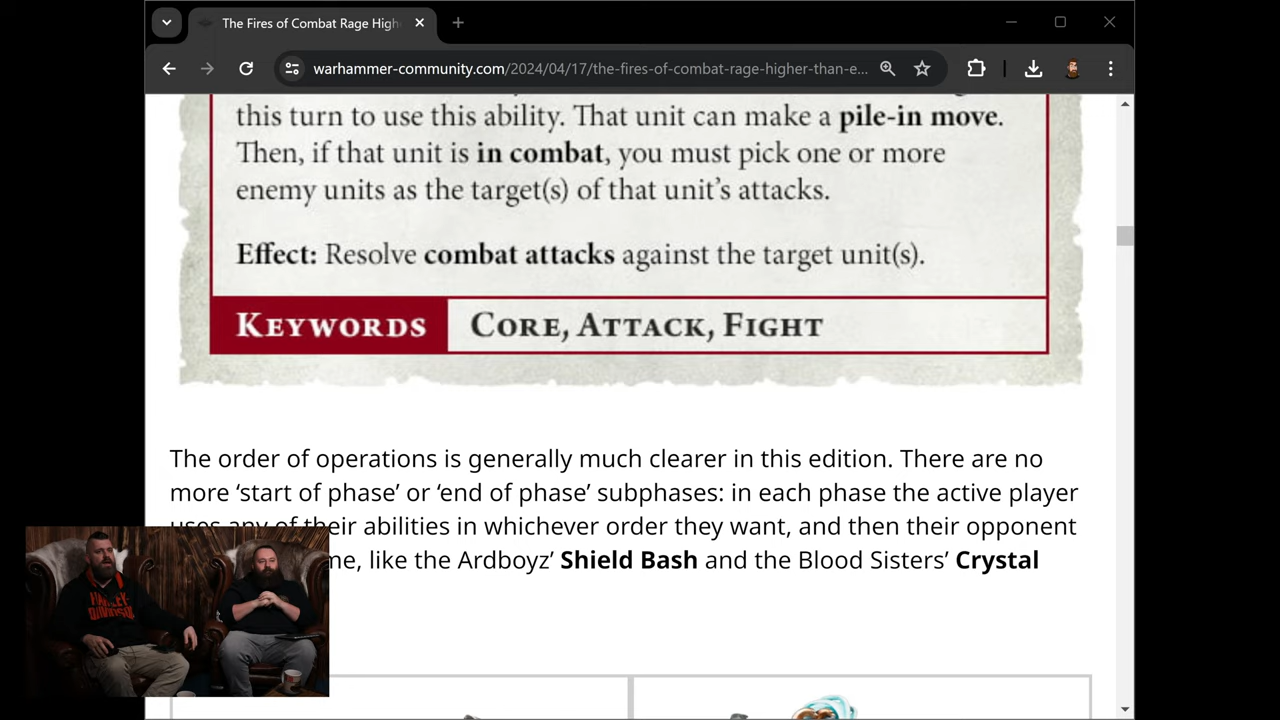 The Fires of Combat Rage High
warhammer-community.com/2024/04/17/the-fires-of-combat-rage-higher-than-e...
this turn to use this ability. That unit can make a pile-in move.
Then, if that unit is in combat, you must pick one or more
enemy units as the target(s) of that unit's attacks.
Effect: Resolve combat attacks against the target unit(s).
KEYWORDS CORE, ATTACK, FIGHT
The order of operations is generally much clearer in this edition. There are no
more ‘start of phase’ or ‘end of phase’ subphases: in each phase the active player
uses any of their abilities in whichever order they want, and then their opponent
me, like the Ardboyz’ Shield Bash and the Blood Sisters’ Crystal
HARLEY-
DAVIDSON